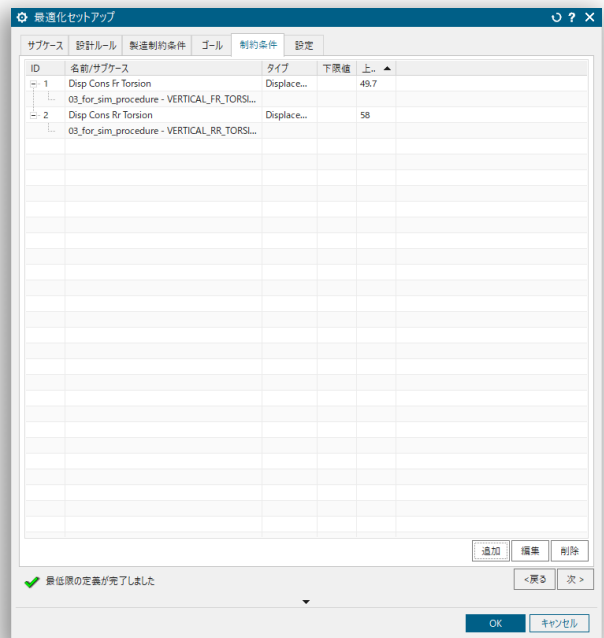 最適化セットアップ
サブケース 設計ルール 製造制約条件 ゴール 制約条件 設定
ID 名前/サブケース タイプ 下限値 上..
1 Disp Cons Fr Torsion Displace... 49.7
03_for_sim_procedure - VERTICAL_FR_TORSI...
2 Disp Cons Rr Torsion Displace... 58
03_for_sim_procedure - VERTICAL_RR_TORSI...
追加 編集 削除
最低限の定義が完了しました
<戻る 次 >
OK キャンセル